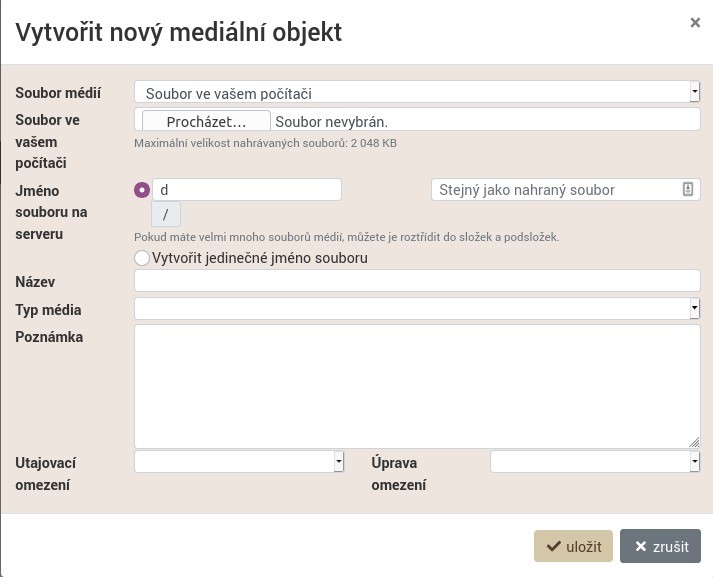 Vytvořit nový mediální objekt
×
Soubor médií
Soubor ve vašem počítači
Soubor ve
vašem
počítači
Procházet...
Soubor nevybrán.
Maximální velikost nahrávaných souborů: 2 048 KB
Jméno
souboru na
serveru
d
/
Stejný jako nahraný soubor
Pokud máte velmi mnoho souborů médií, můžete je roztřídit do složek a podsložek.
Vytvořit jedinečné jméno souboru
Název
Typ média
Poznámka
Utajovací
omezení
Úprava
omezení
uložit
zrušit